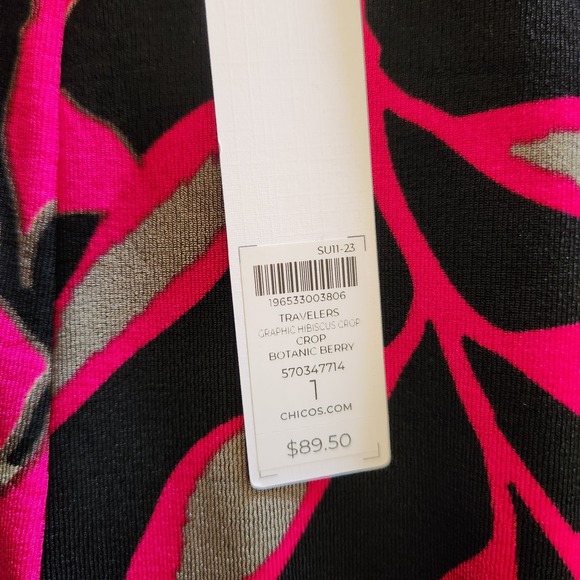 SU11-23
196533003806
TRAVELERS
GRAPHIC HIBISCUS CROP
CROP
BOTANIC BERRY
570347714
1
CHICOS.COM
$89.50